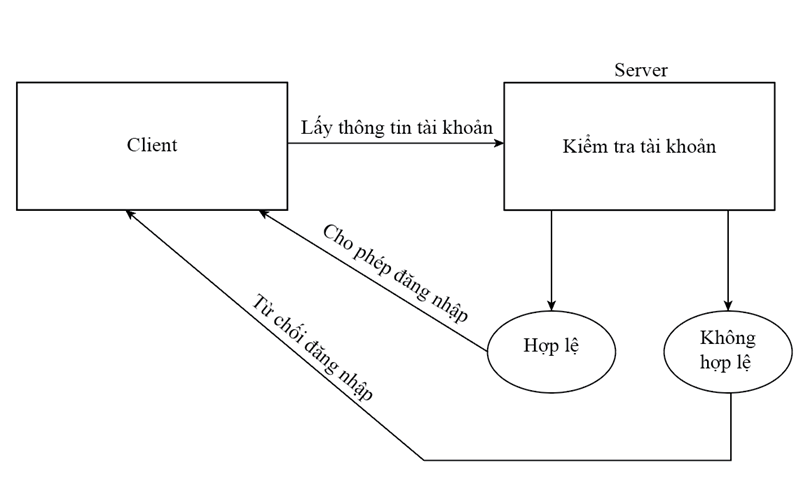 Server
Client
Lấy thông tin tài khoản
Kiểm tra tài khoản
Cho phép đăng nhập
Từ chối đăng nhập
Hợp lệ
Không
hợp lệ